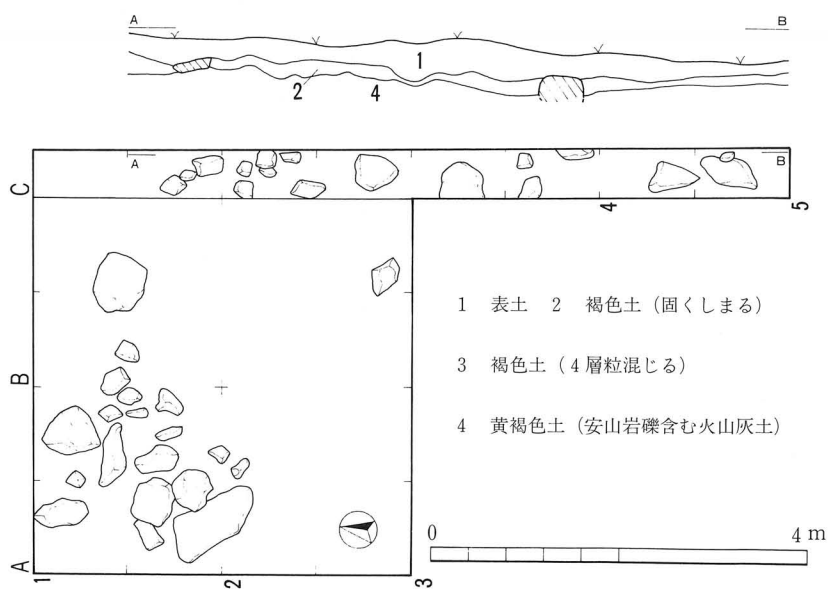 A B
1
2 4
A B
C
4 5
1 表土 2 褐色土（固くしまる）
3 褐色土（4層粒混じる）
4 黄褐色土（安山岩礫含む火山灰土）
B
0 4 m
A
1 2 3